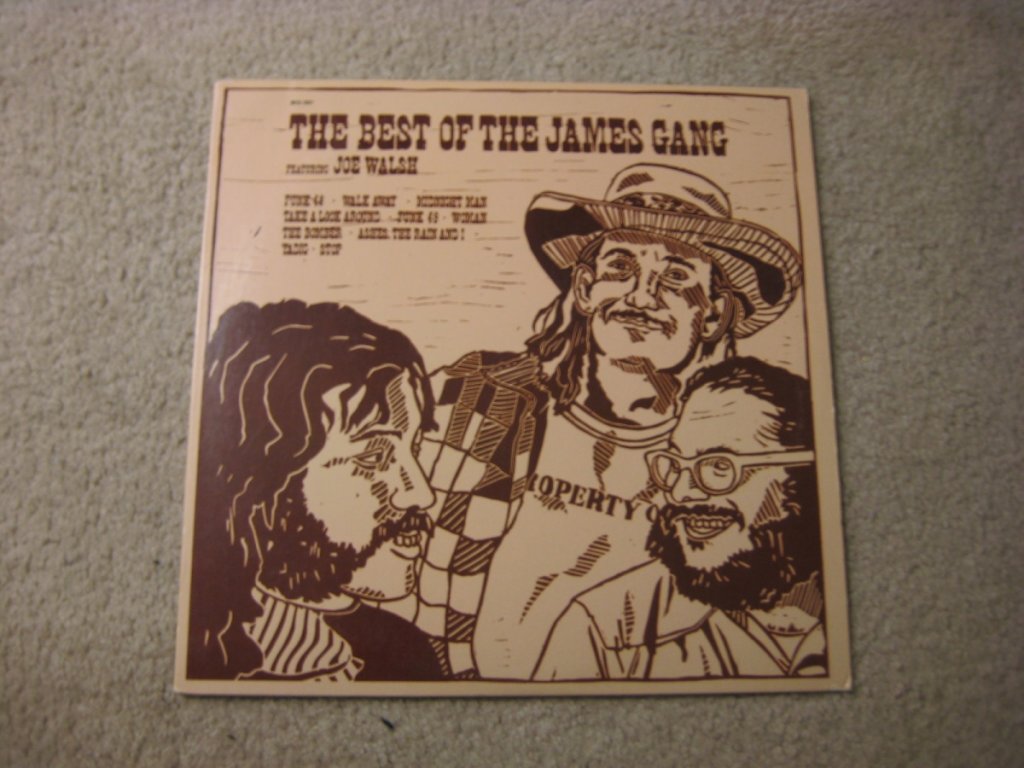 THE BEST OF THE JAMES GANG
FEATURING JOE WALSH
FUNK 48 · WALK AWAY · MIDNIGHT MAN
TAKE A LOOK AROUND · FUNK 49 · WOMAN
THE BOMBER · ASHES, THE RAIN AND I
YADIG · STOP
ROPERTY O